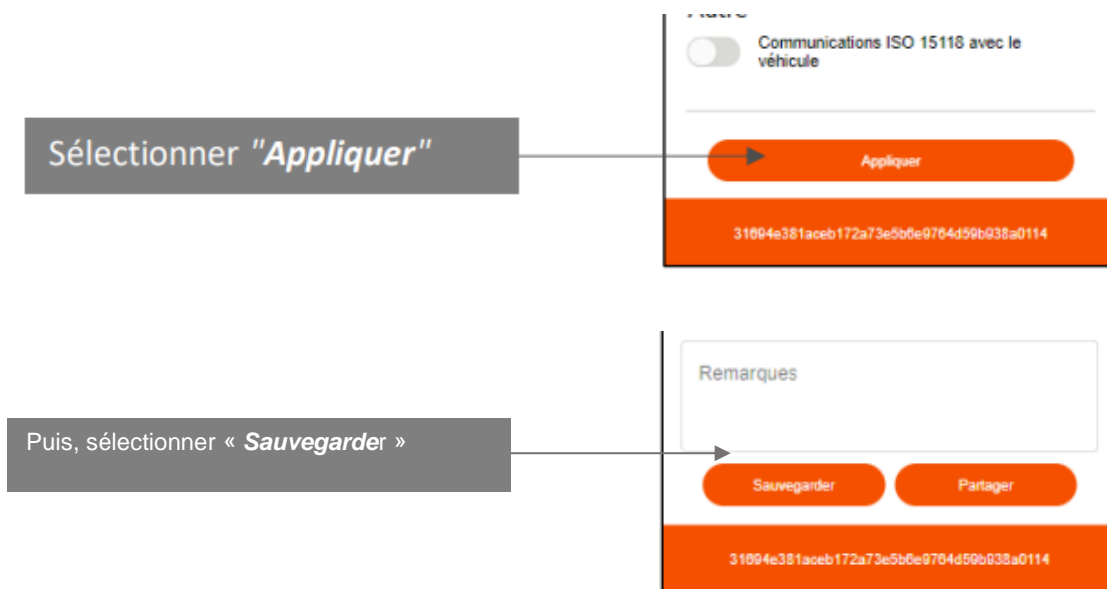 Autre
Communications ISO 15118 avec le
véhicule
Sélectionner "Appliquer"
Appliquer
31694e381aceb172a73e5b6e9764d59b938a0114
Remarques
Puis, sélectionner « Sauvegarder »
Sauvegarder
Partager
31694e381aceb172a73e5b6e9764d59b938a0114